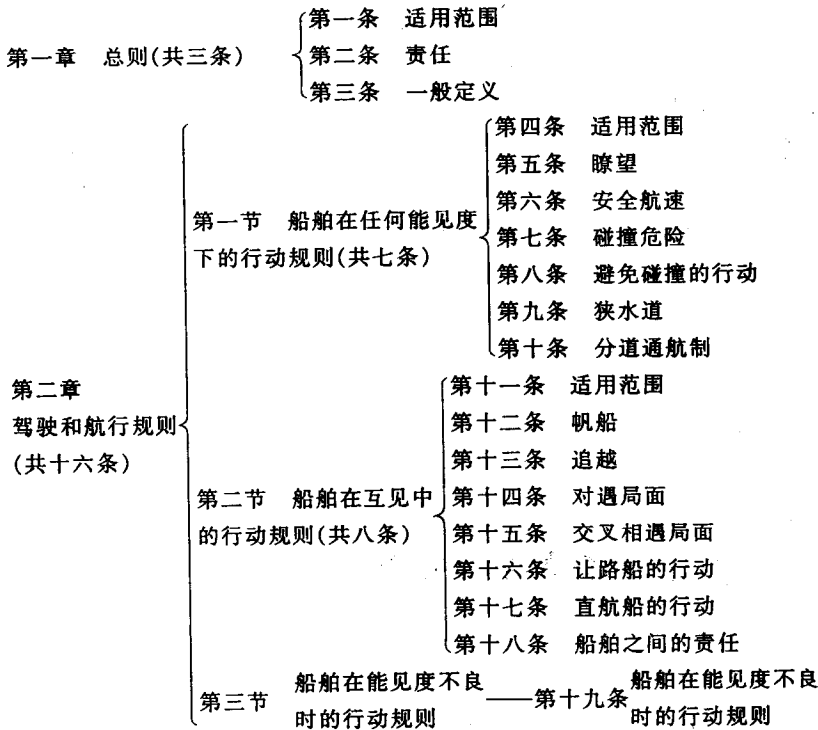 第一章 总则(共三条)
第一条 适用范围
第二条 责任
第三条 一般定义
第二章
驾驶和航行规则
(共十六条)
第一节 船舶在任何能见度
下的行动规则(共七条)
第四条 适用范围
第五条 瞭望
第六条 安全航速
第七条 碰撞危险
第八条 避免碰撞的行动
第九条 狭水道
第十条 分道通航制
第二节 船舶在互见中
的行动规则(共八条)
第十一条 适用范围
第十二条 帆船
第十三条 追越
第十四条 对遇局面
第十五条 交叉相遇局面
第十六条 让路船的行动
第十七条 直航船的行动
第十八条 船舶之间的责任
第三节 船舶在能见度不良
时的行动规则
——第十九条 船舶在能见度不良
时的行动规则